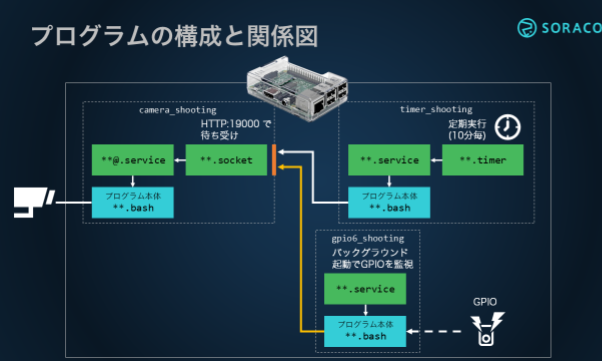 プログラムの構成と関係図
SORACO
camera_shooting
HTTP:19000 で
待ち受け
**@.service
**.socket
プログラム本体
**.bash
timer_shooting
定期実行
(10分毎)
**.service
**.timer
プログラム本体
**.bash
gpio6_shooting
バックグラウンド
起動でGPIOを監視
**.service
プログラム本体
**.bash
GPIO